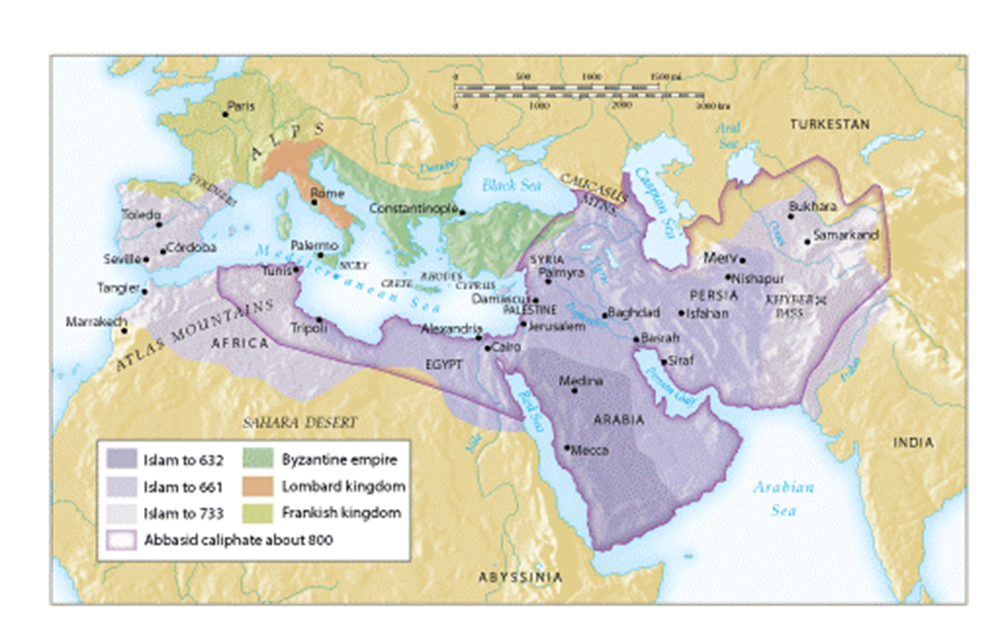 0 500 1000 1500 mi
0 1000 2000 3000 km
Paris
ALPS
TURKESTAN
Aral
Sea
Danube
Black Sea
CAUCASUS
MTNS.
Caspian Sea
PYRENEES
Rome
Constantinople
Toledo
Bukhara
Oxus
Samarkand
Córdoba
Seville
Palermo
SICILY
Mediterranean Sea
Tunis
CRETE
RHODES
CYPRUS
SYRIA
Palmyra
Tigris
Merv
Nishapur
Tangier
Damascus
PALESTINE
PERSIA
KHYBER
PASS
Marrakech
ATLAS MOUNTAINS
Tripoli
Alexandria
Jerusalem
Baghdad
Isfahan
AFRICA
Cairo
Basrah
EGYPT
Siraf
Persian Gulf
Medina
Red Sea
ARABIA
SAHARA DESERT
Nile
Mecca
INDIA
Arabian
Sea
ABYSSINIA
Islam to 632
Islam to 661
Islam to 733
Abbasid caliphate about 800
Byzantine empire
Lombard kingdom
Frankish kingdom